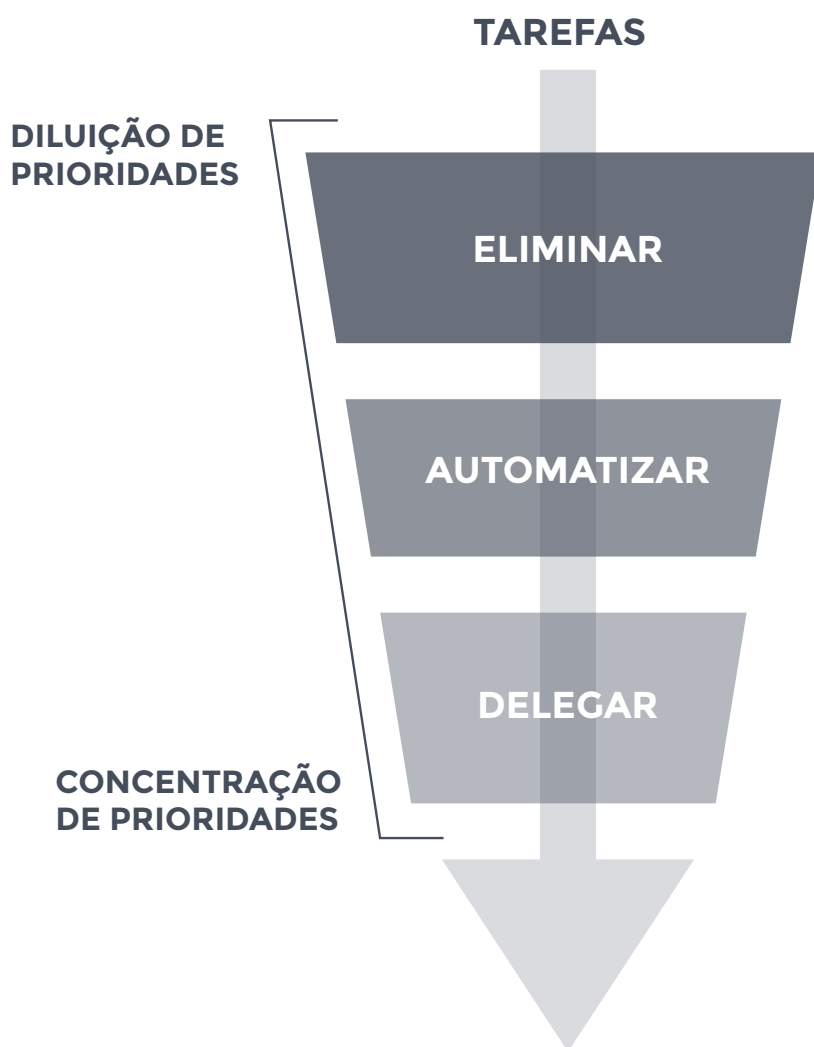 TAREFAS
DILUIÇÃO DE
PRIORIDADES
ELIMINAR
AUTOMATIZAR
DELEGAR
CONCENTRAÇÃO
DE PRIORIDADES